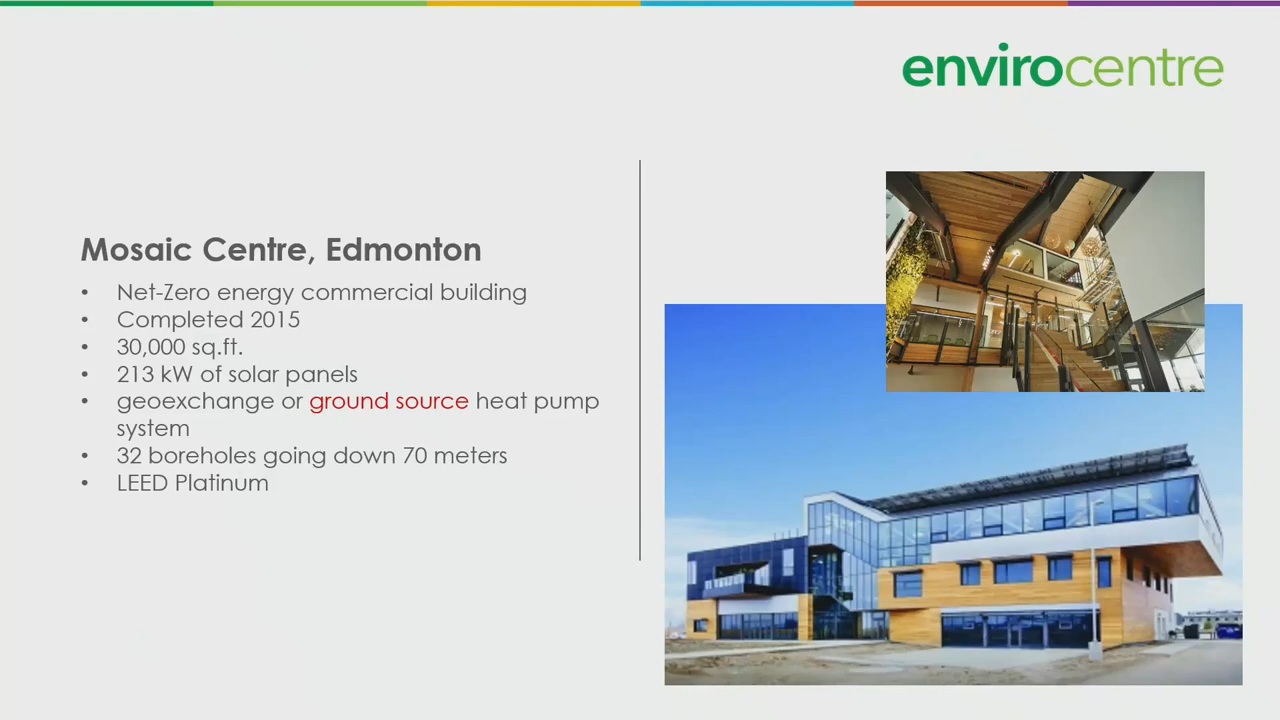 envirocentre
Mosaic Centre, Edmonton
• Net-Zero energy commercial building
• Completed 2015
• 30,000 sq.ft.
• 213 kW of solar panels
• geoexchange or ground source heat pump
system
• 32 boreholes going down 70 meters
• LEED Platinum